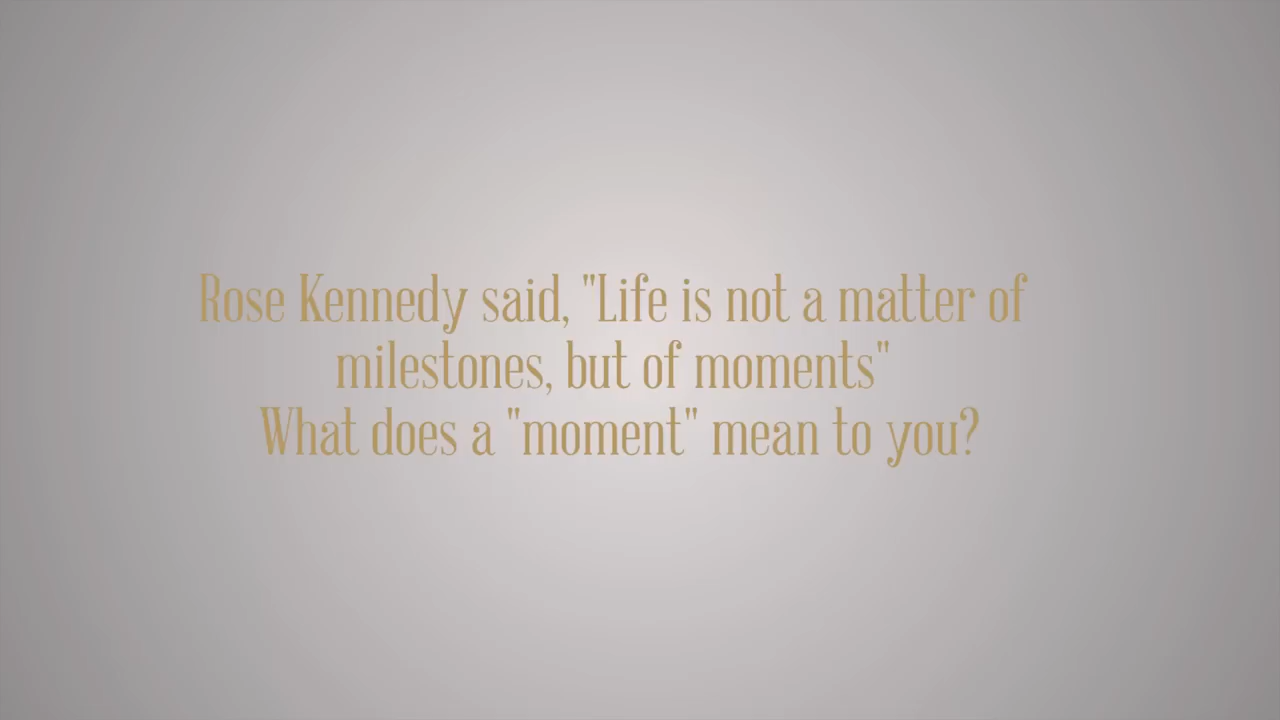 Rose Kennedy said, "Life is not a matter of
milestones, but of moments"
What does a "moment" mean to you?